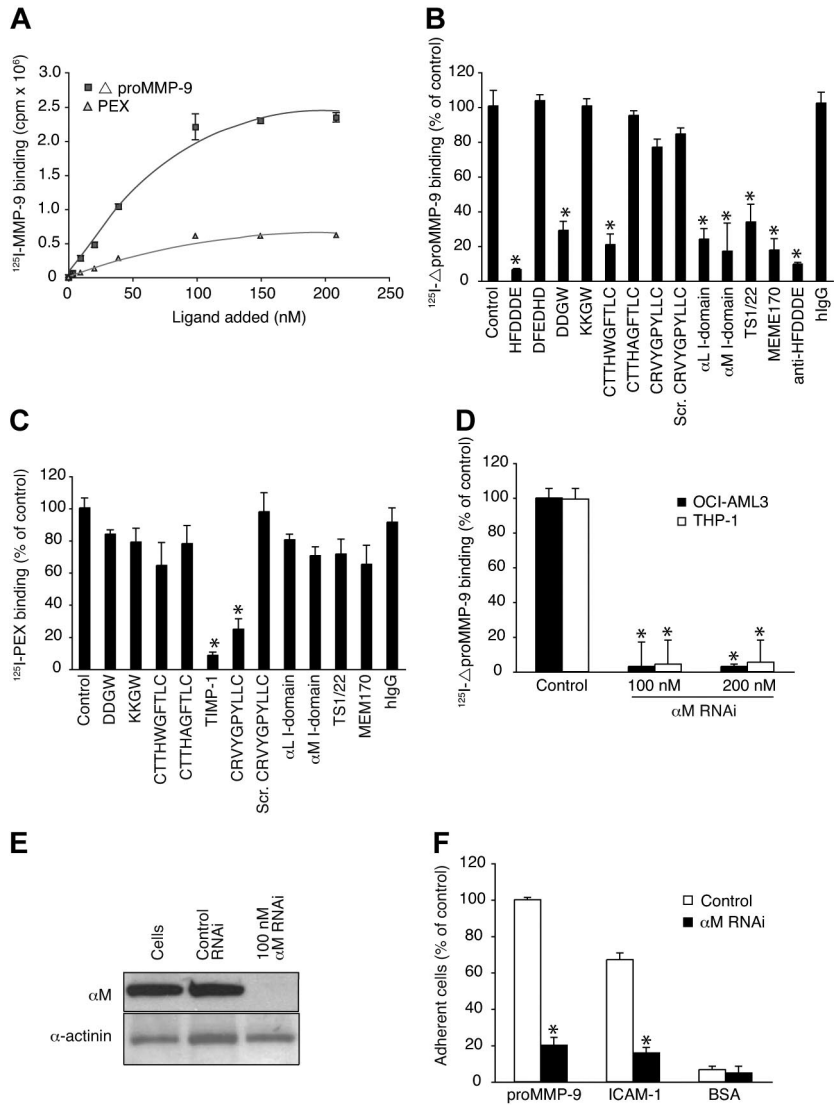 A
¹²⁵I-MMP-9 binding (cpm x 10⁶)
3.0
2.5
2.0
1.5
1.0
0.5
0
△ proMMP-9
PEX
0
50
100
150
200
250
Ligand added (nM)
B
¹²⁵I-△proMMP-9 binding (% of control)
120
100
80
60
40
20
0
*
*
*
*
*
*
*
*
Control
HFDDDE
DFEDHD
DDGW
KKGW
CTTHWGFTLC
CTTHAGFTLC
CRVYGPYLLC
Scr. CRVYGPYLLC
αL I-domain
αM I-domain
TS1/22
MEME170
anti-HFDDDE
hIgG
C
¹²⁵I-PEX binding (% of control)
120
100
80
60
40
20
0
*
*
Control
DDGW
KKGW
CTTHWGFTLC
CTTHAGFTLC
TIMP-1
CRVYGPYLLC
Scr. CRVYGPYLLC
αL I-domain
αM I-domain
TS1/22
MEM170
hIgG
D
¹²⁵I-△proMMP-9 binding (% of control)
120
100
80
60
40
20
0
OCI-AML3
THP-1
* * * *
Control
100 nM
200 nM
αM RNAi
E
Cells
Control
RNAi
100 nM
αM RNAi
αM
α-actinin
F
Adherent cells (% of control)
120
100
80
60
40
20
0
Control
αM RNAi
*
*
proMMP-9
ICAM-1
BSA